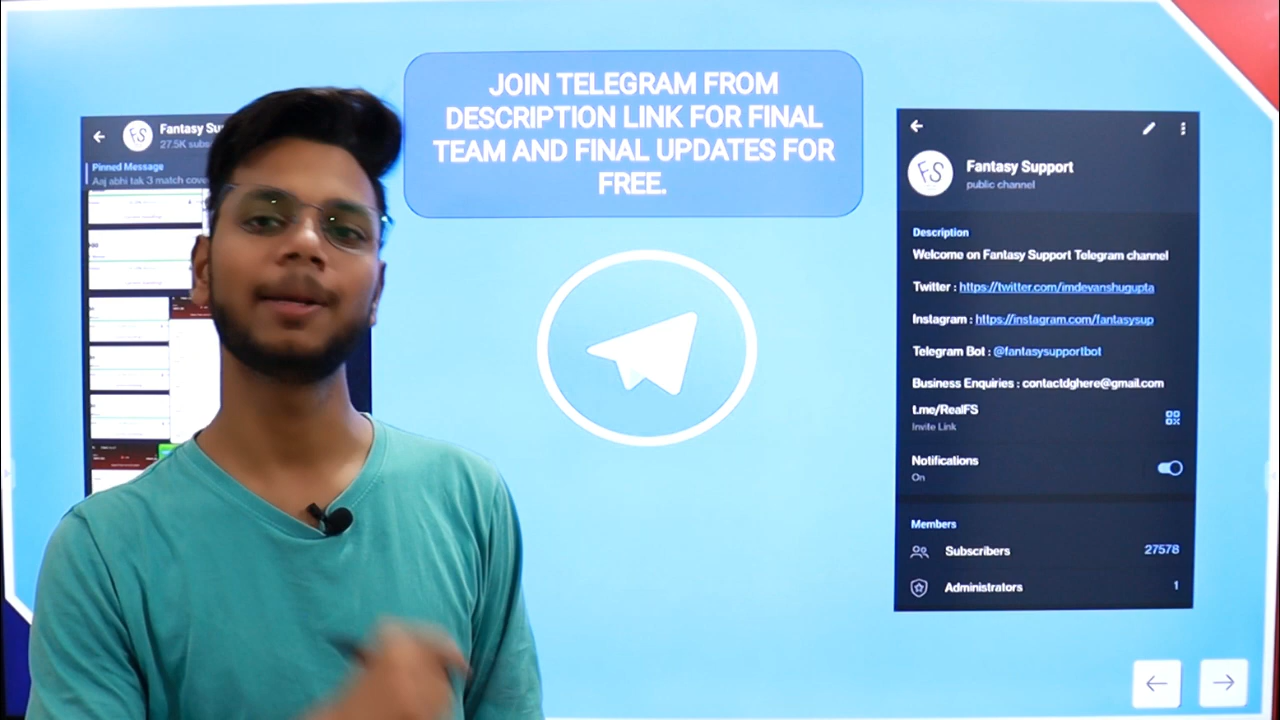 JOIN TELEGRAM FROM
DESCRIPTION LINK FOR FINAL
TEAM AND FINAL UPDATES FOR
FREE.
FS
Fantasy
27.5K
Pinned Message
Aaj abhi tak 3 match
FS
Fantasy Support
public channel
Description
Welcome on Fantasy Support Telegram channel
Twitter : https://twitter.com/imdevanshugupta
Instagram : https://instagram.com/fantasysup
Telegram Bot : @fantasysupportbot
Business Enquiries : contactdghere@gmail.com
t.me/RealFS
Invite Link
Notifications
On
Members
Subscribers 27578
Administrators 1